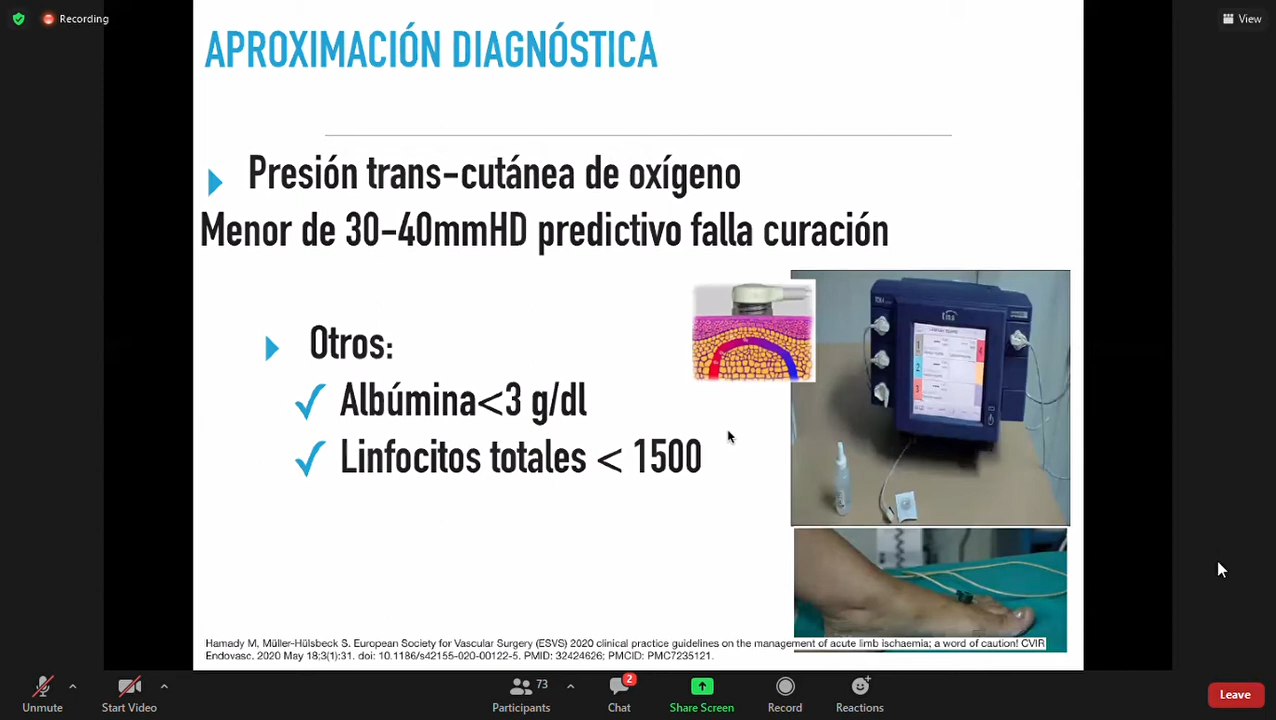 Recording
View
APROXIMACIÓN DIAGNÓSTICA
Presión trans-cutánea de oxígeno
Menor de 30-40mmHD predictivo falla curación
Otros:
Albúmina<3 g/dl
Linfocitos totales < 1500
Hamady M, Müller-Hülsbeck S. European Society for Vascular Surgery (ESVS) 2020 clinical practice guidelines on the management of acute limb ischaemia; a word of caution! CVIR
Endovasc. 2020 May 18;3(1):31. doi: 10.1186/s42155-020-00122-5. PMID: 32424626; PMCID: PMC7235121.
73
2
Unmute
Start Video
Participants
Chat
Share Screen
Record
Reactions
Leave